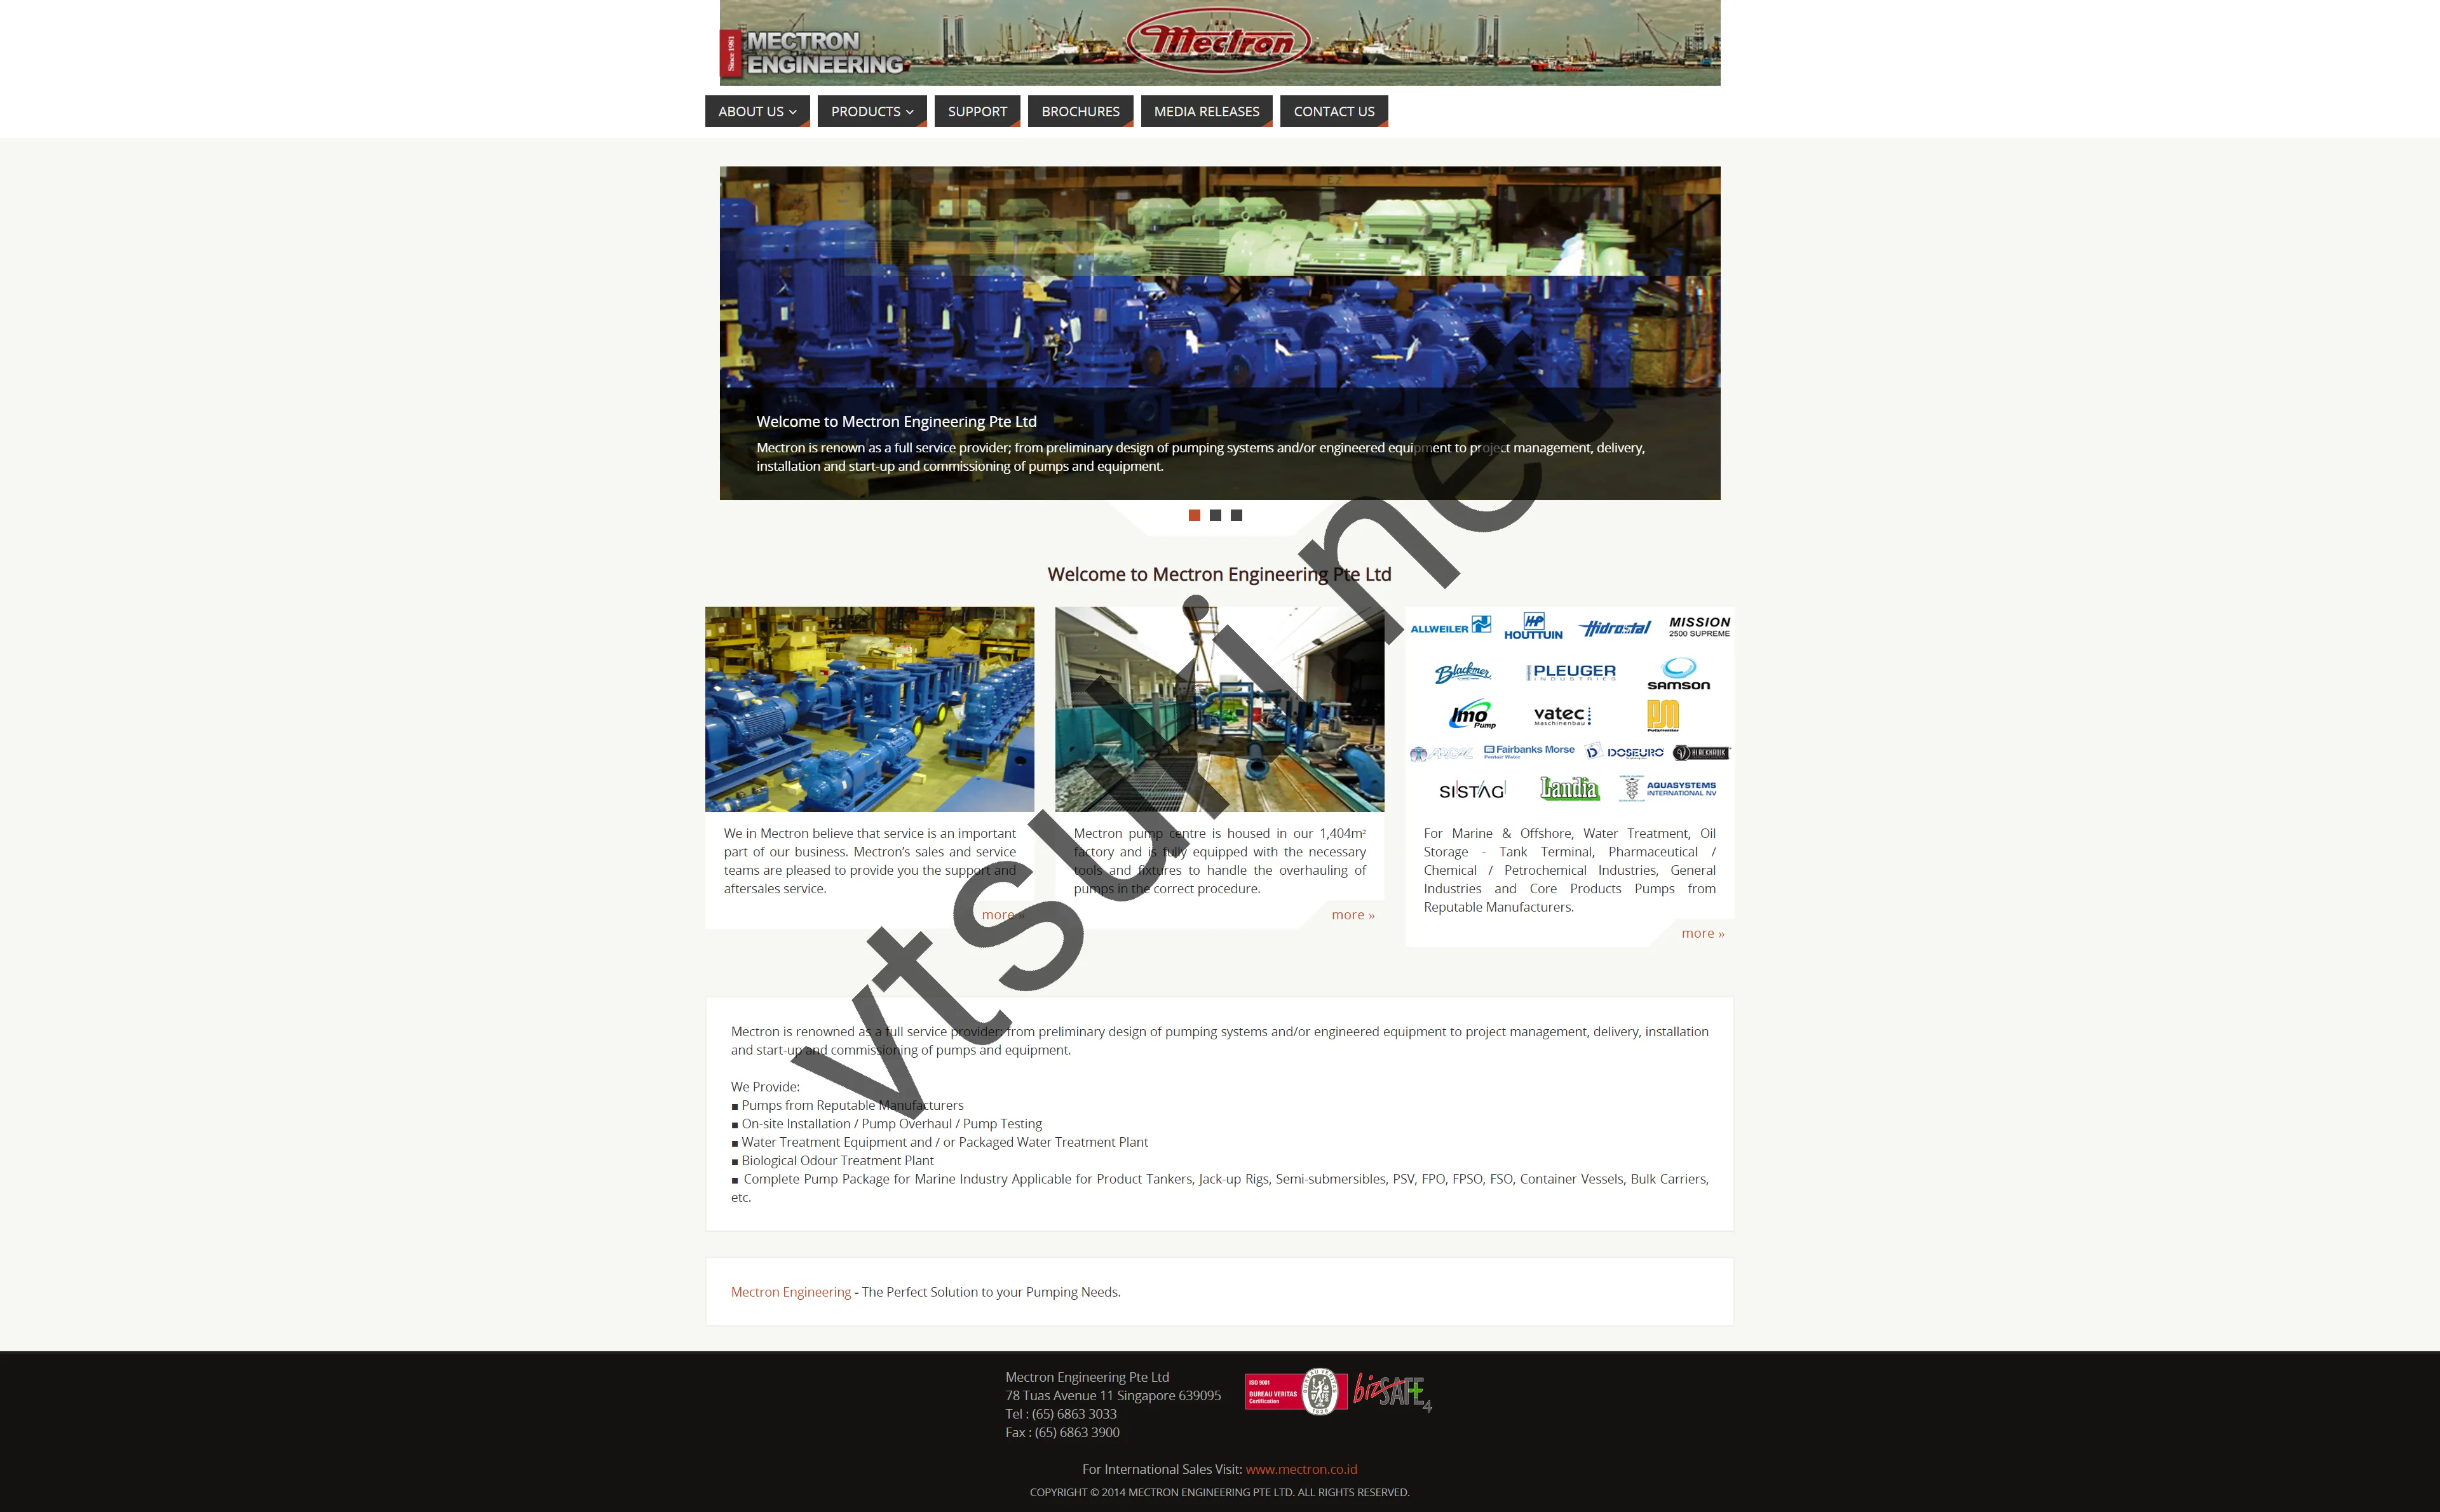 Since 1981
MECTRON
ENGINEERING
Mectron
ABOUT US
PRODUCTS
SUPPORT
BROCHURES
MEDIA RELEASES
CONTACT US
Welcome to Mectron Engineering Pte Ltd
Mectron is renown as a full service provider; from preliminary design of pumping systems and/or engineered equipment to project management, delivery,
installation and start-up and commissioning of pumps and equipment.
Welcome to Mectron Engineering Pte Ltd
ALLWEILER
HOUTTUIN
Hidrostal
MISSION
2500 SUPREME
Blackmer
PLEUGER
INDUSTRIES
SAMSON
Imo
Pump
vatec
Maschinenbau
Fairbanks Morse
Pentair Water
DOSEURO
BLACKHAWK
SISTAG
Landia
AQUASYSTEMS
INTERNATIONAL NV
We in Mectron believe that service is an important
part of our business. Mectron’s sales and service
teams are pleased to provide you the support and
aftersales service.
more »
Mectron pump centre is housed in our 1,404m²
factory and is fully equipped with the necessary
tools and fixtures to handle the overhauling of
pumps in the correct procedure.
more »
For Marine & Offshore, Water Treatment, Oil
Storage - Tank Terminal, Pharmaceutical /
Chemical / Petrochemical Industries, General
Industries and Core Products Pumps from
Reputable Manufacturers.
more »
Mectron is renowned as a full service provider; from preliminary design of pumping systems and/or engineered equipment to project management, delivery, installation
and start-up and commissioning of pumps and equipment.
We Provide:
■ Pumps from Reputable Manufacturers
■ On-site Installation / Pump Overhaul / Pump Testing
■ Water Treatment Equipment and / or Packaged Water Treatment Plant
■ Biological Odour Treatment Plant
■ Complete Pump Package for Marine Industry Applicable for Product Tankers, Jack-up Rigs, Semi-submersibles, PSV, FPO, FPSO, FSO, Container Vessels, Bulk Carriers,
etc.
Mectron Engineering - The Perfect Solution to your Pumping Needs.
Mectron Engineering Pte Ltd
78 Tuas Avenue 11 Singapore 639095
Tel : (65) 6863 3033
Fax : (65) 6863 3900
ISO 9001
BUREAU VERITAS
Certification
bizSAFE
4
For International Sales Visit: www.mectron.co.id
COPYRIGHT © 2014 MECTRON ENGINEERING PTE LTD. ALL RIGHTS RESERVED.
vtsuri.net